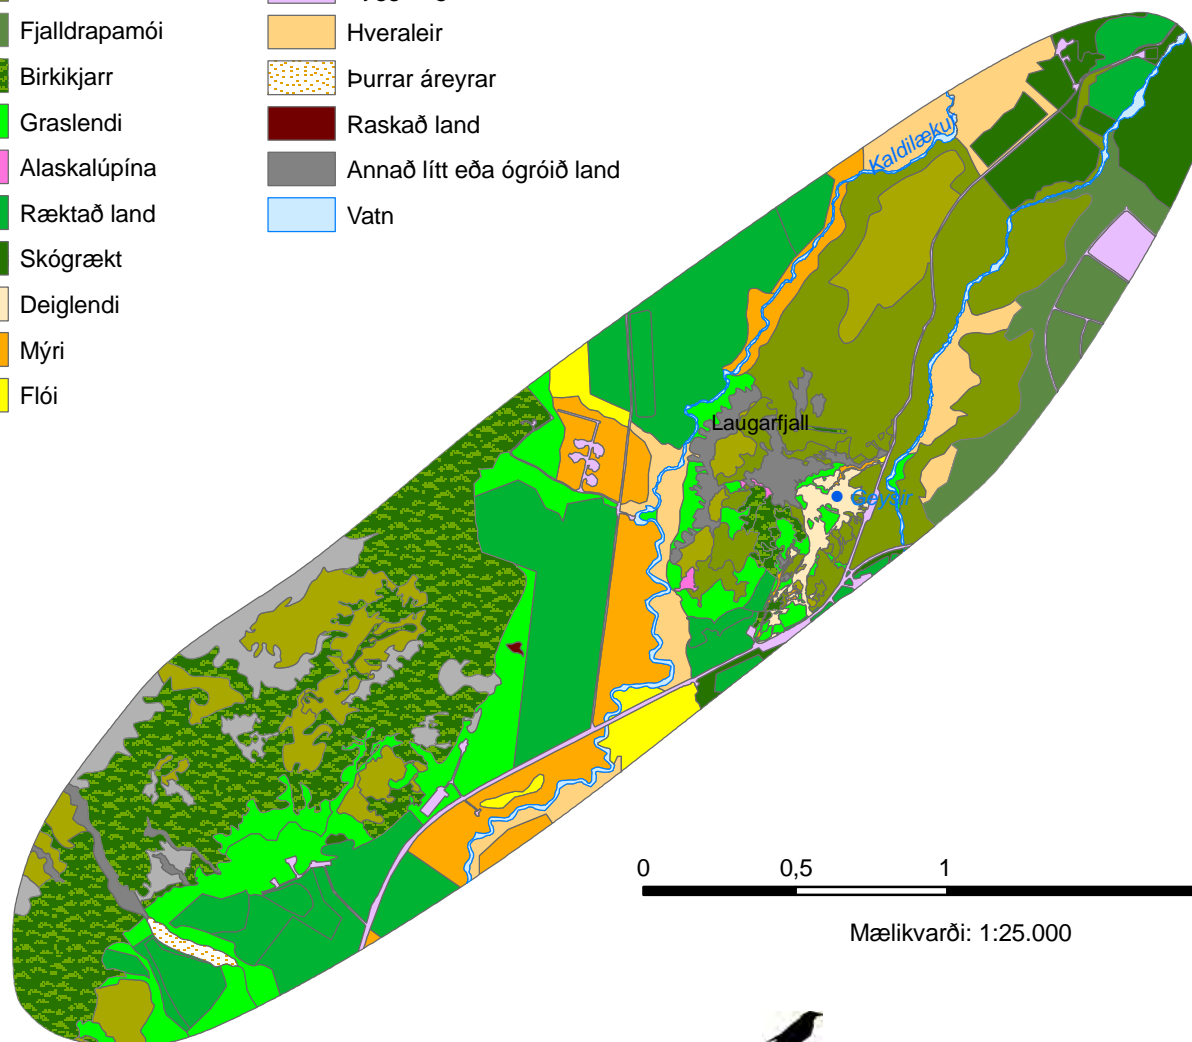 Fjalldrapamói
Birkikjarr
Graslendi
Alaskalúpína
Ræktað land
Skógrækt
Deiglendi
Mýri
Flói
Hveraleir
Þurrar áreyrar
Raskað land
Annað lítt eða ógróið land
Vatn
Kaldilækur
Laugarfjall
Geysir
0 0,5 1
Mælikvarði: 1:25.000